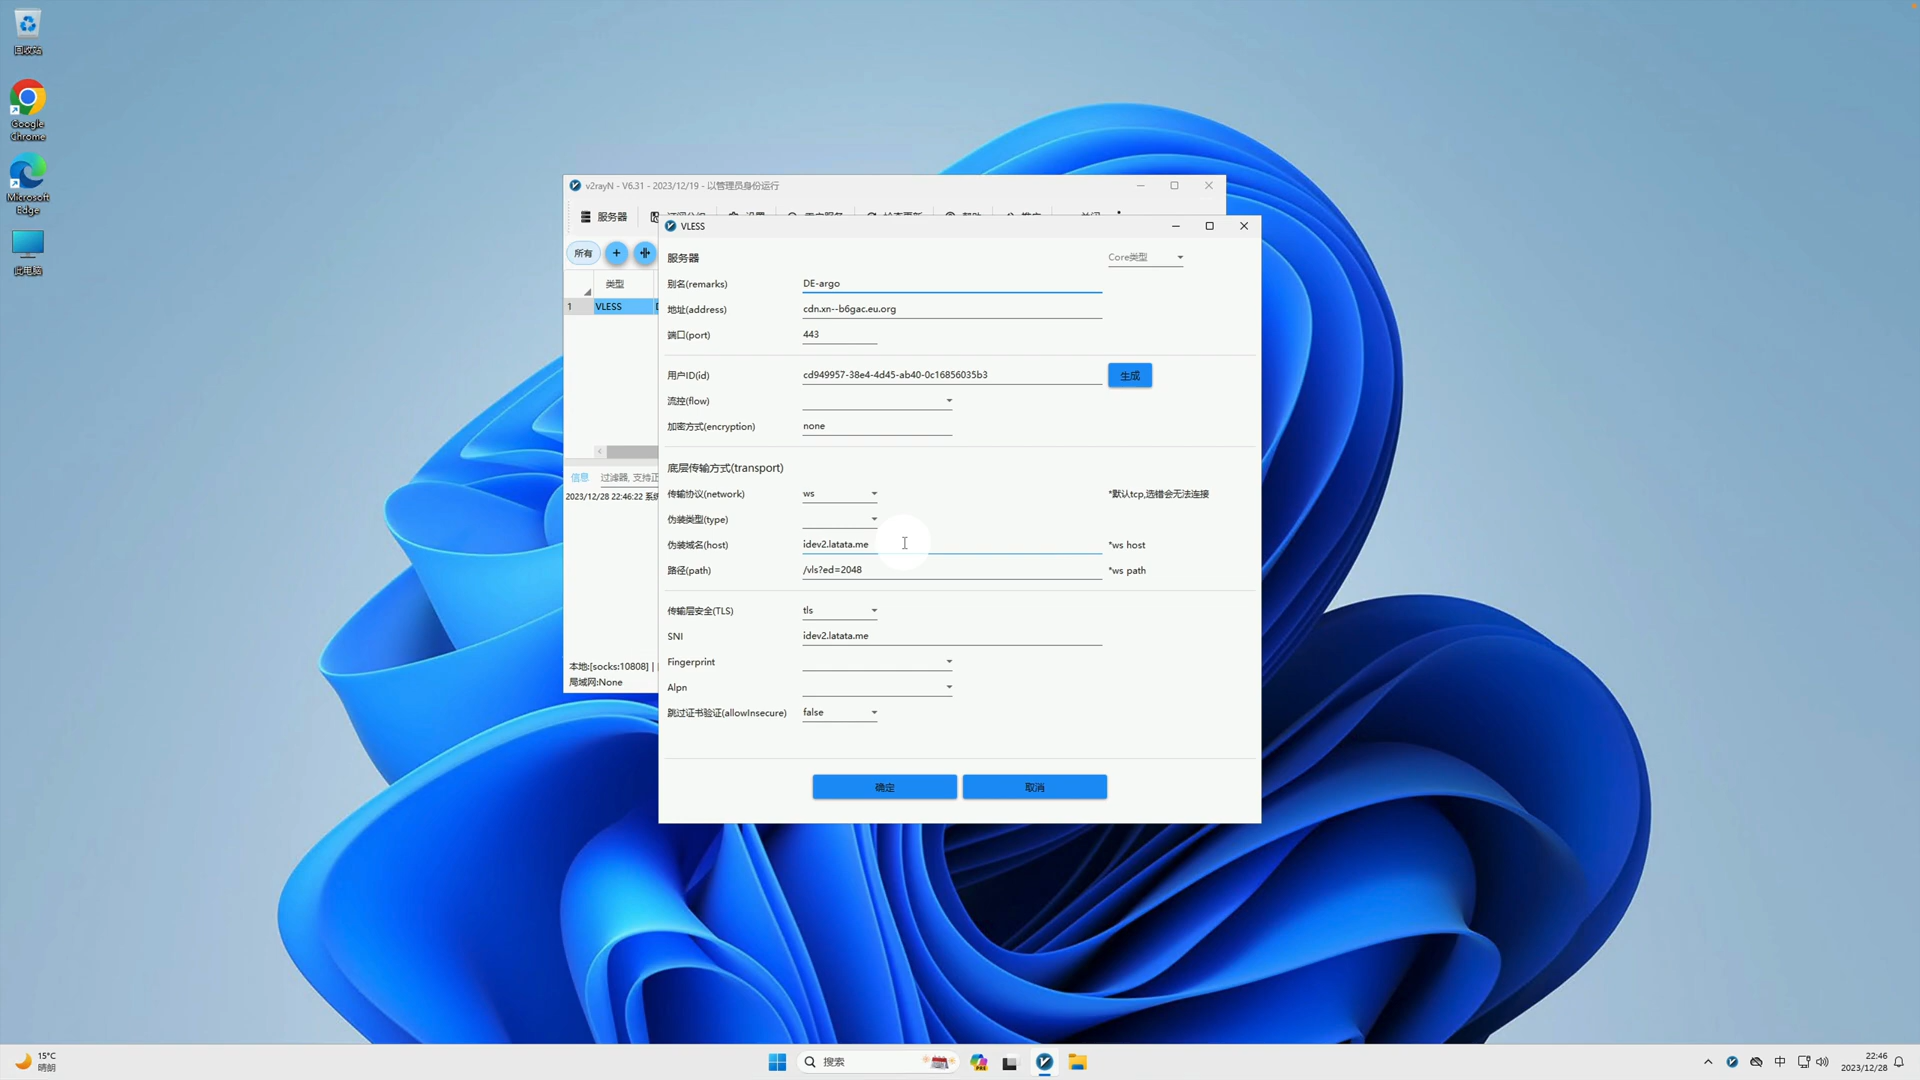 回收站
Google
Chrome
Microsoft
Edge
此电脑
v2rayN - V6.31 - 2023/12/19 - 以管理员身份运行
服务器
所有
类型
1
VLESS
信息
过滤器, 支持正
2023/12/28 22:46:22 系统
本地:[socks:10808] |
局域网:None
VLESS
服务器
Core类型
别名(remarks)
DE-argo
地址(address)
cdn.xn--b6gac.eu.org
端口(port)
443
用户ID(id)
cd949957-38e4-4d45-ab40-0c16856035b3
生成
流控(flow)
加密方式(encryption)
none
底层传输方式(transport)
传输协议(network)
ws
*默认tcp,选错会无法连接
伪装类型(type)
伪装域名(host)
idev2.latata.me
*ws host
路径(path)
/vls?ed=2048
*ws path
传输层安全(TLS)
tls
SNI
idev2.latata.me
Fingerprint
Alpn
跳过证书验证(allowInsecure)
false
确定
取消
15°C
晴朗
搜索
PRE
中
22:46
2023/12/28